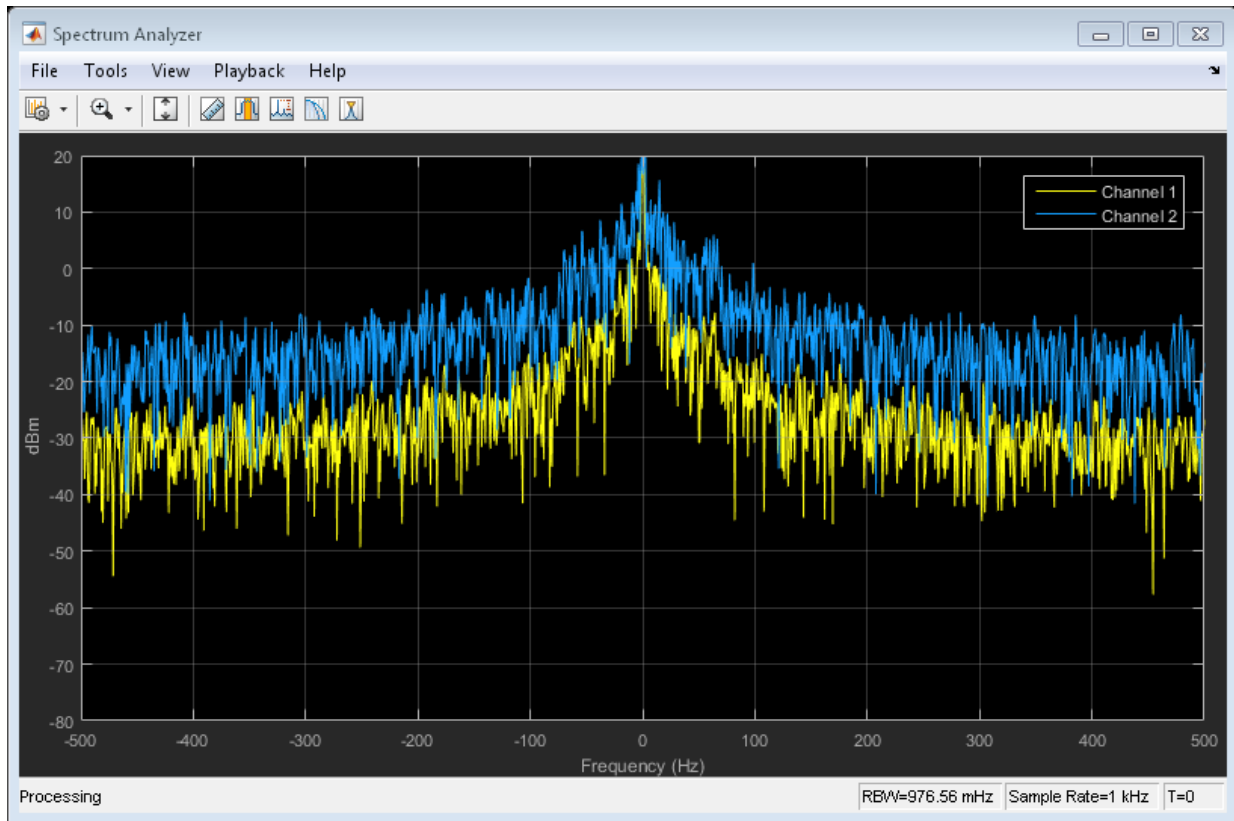 Spectrum Analyzer
File Tools View Playback Help
20
10
0
-10
-20
-30
-40
-50
-60
-70
-80
dBm
Channel 1
Channel 2
-500 -400 -300 -200 -100 0 100 200 300 400 500
Frequency (Hz)
Processing RBW=976.56 mHz Sample Rate=1 kHz T=0